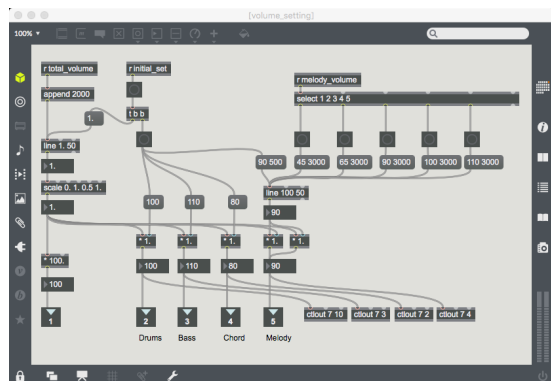 [volume_setting]
100%
r total_volume
r initial_set
r melody_volume
append 2000
select 1 2 3 4 5
1.
t b b
line 1. 50
1.
90 500
45 3000
65 3000
90 3000
100 3000
110 3000
scale 0. 1. 0.5 1.
line 100 50
1.
100
110
80
90
* 1.
* 1.
* 1.
* 1.
* 1.
* 100.
100
110
80
90
100
1
2
3
4
5
ctlout 7 10
ctlout 7 3
ctlout 7 2
ctlout 7 4
Drums
Bass
Chord
Melody